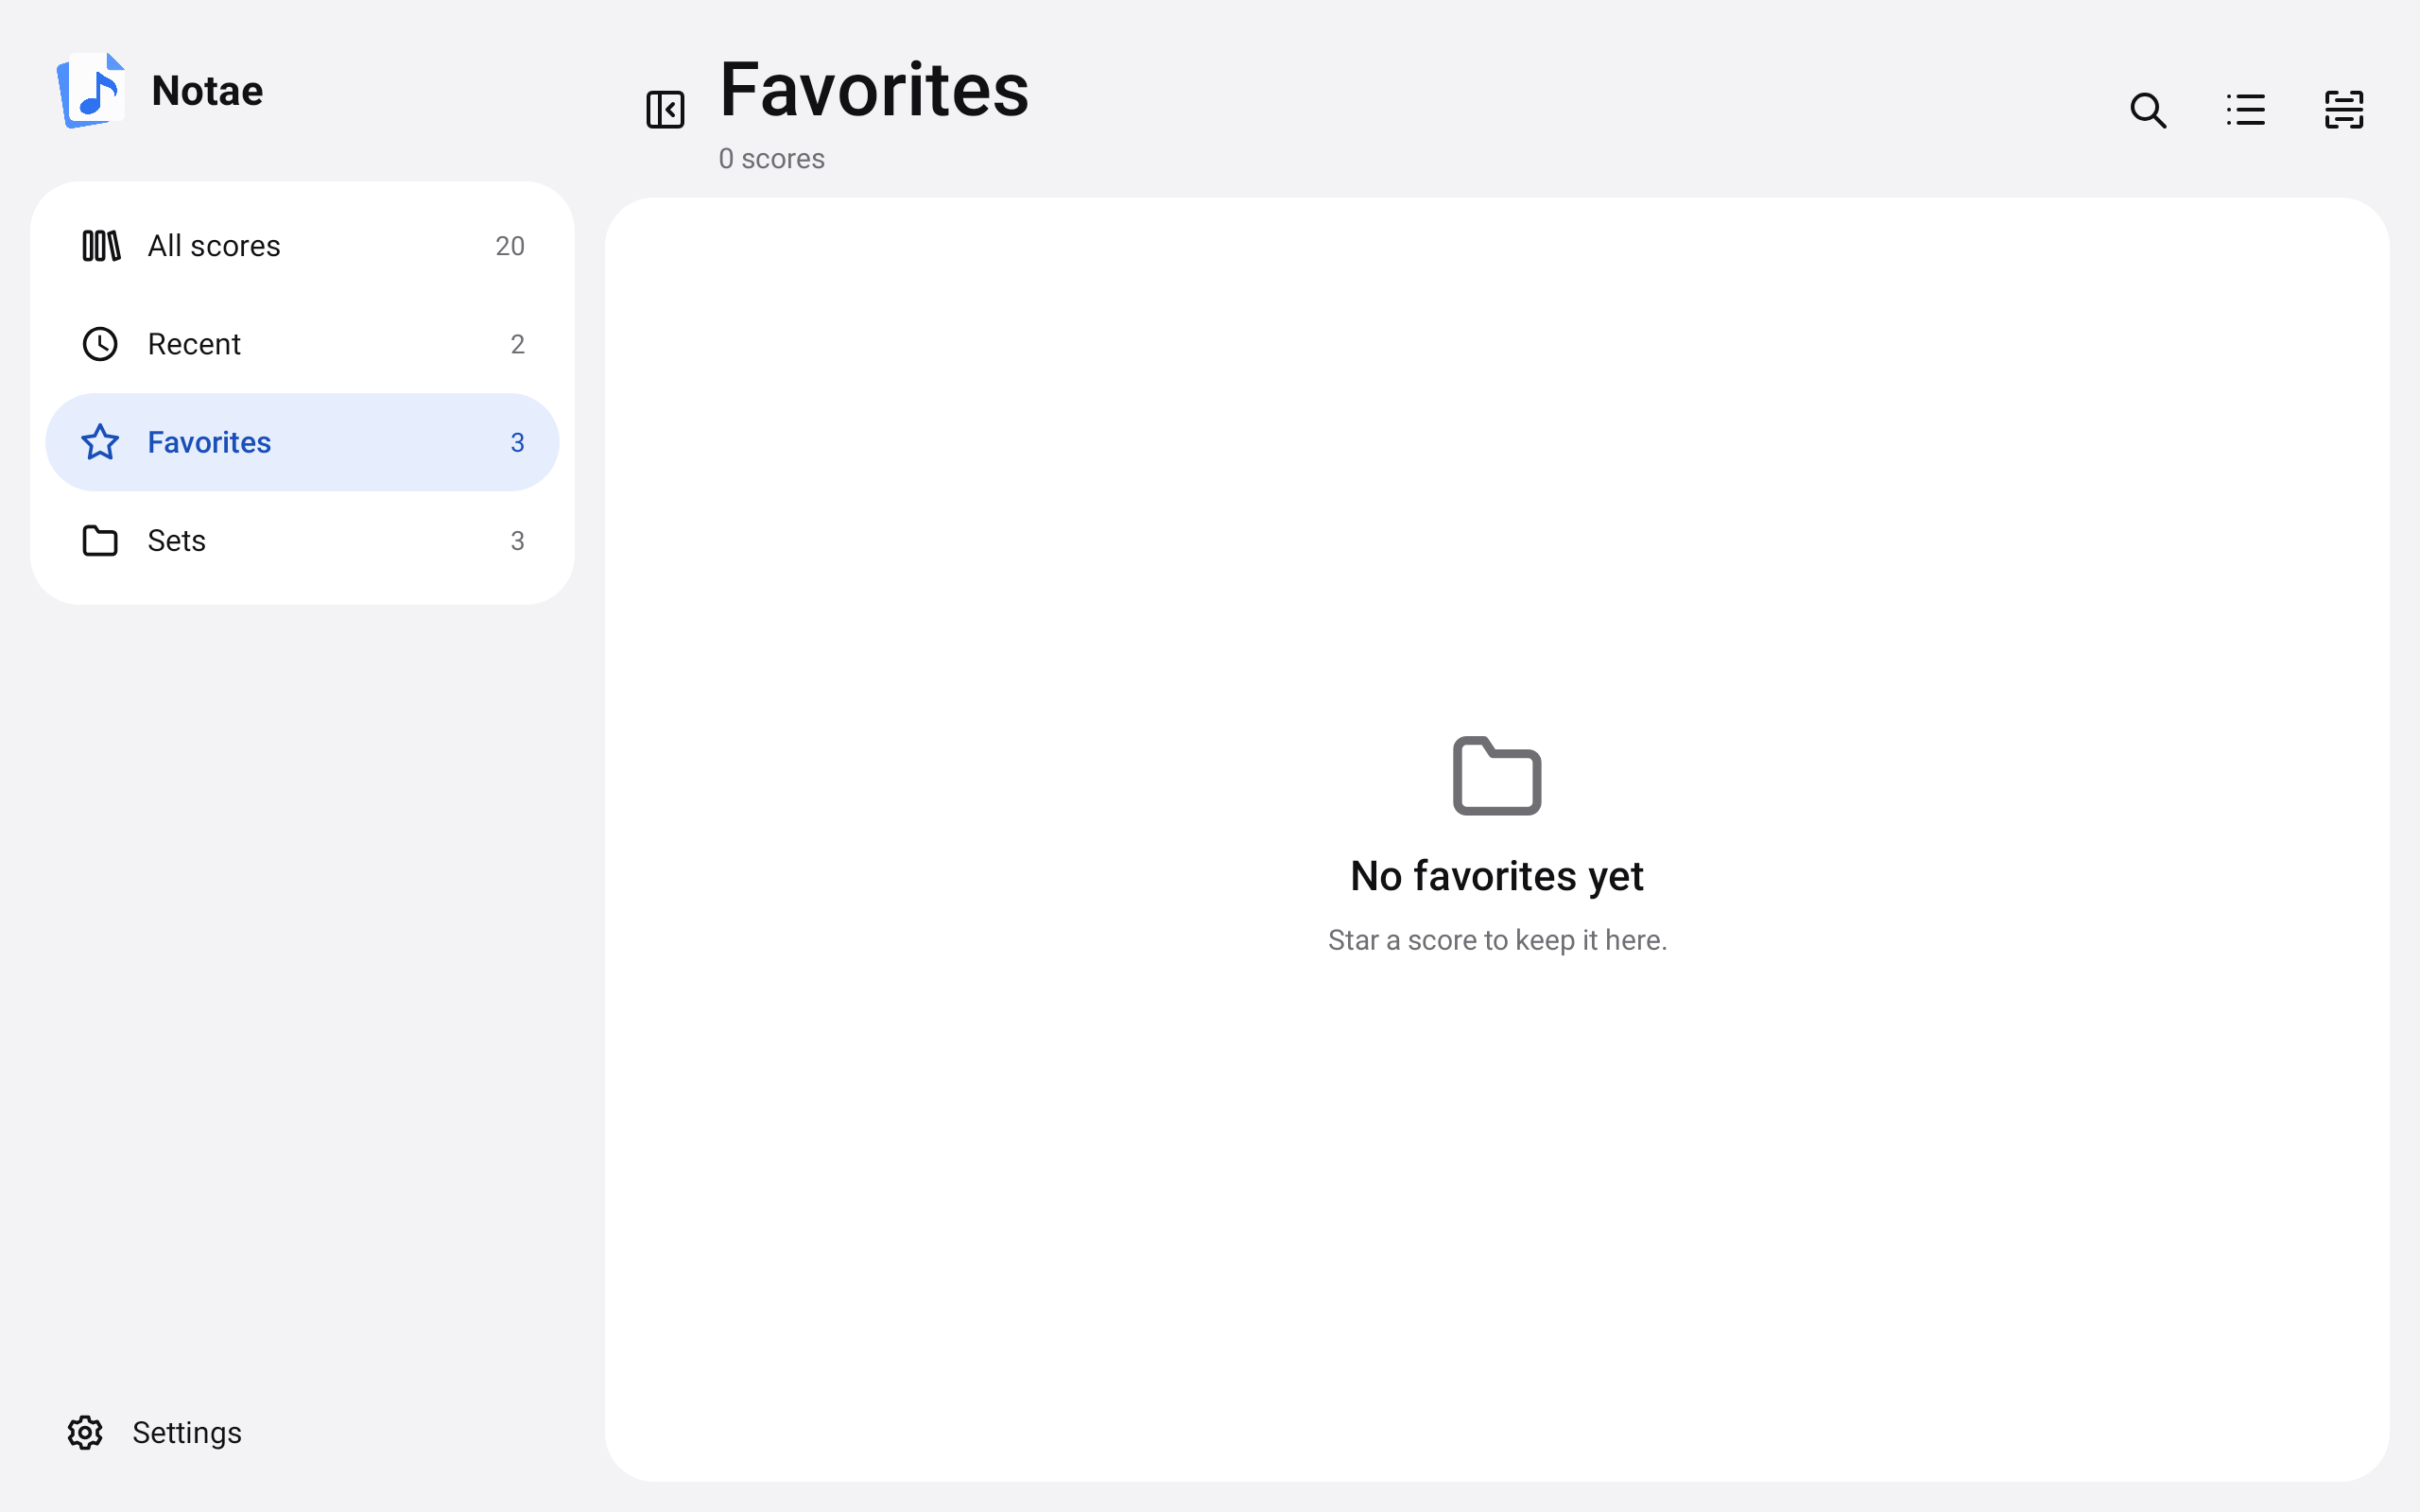 Notae
All scores 20
Recent 2
Favorites 3
Sets 3
Settings
Favorites
0 scores
No favorites yet
Star a score to keep it here.